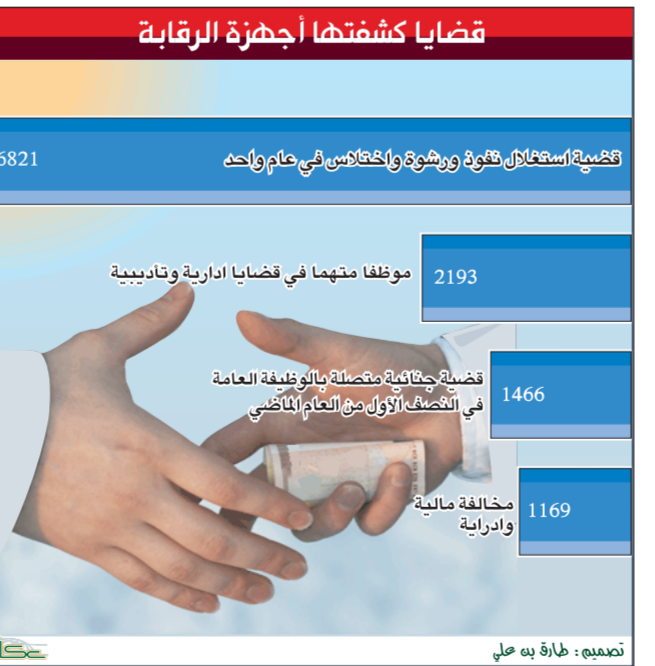 قضايا كشفتها أجهزة الرقابة
قضية استغلال نفوذ ورشوة واختلاس في عام واحد 6821
2193 موظفا متهما في قضايا ادارية وتأديبية
1466 قضية جنائية متصلة بالوظيفة العامة
في النصف الأول من العام الماضي
1169 مخالفة مالية
وادراية
تصميم : طارق بن علي